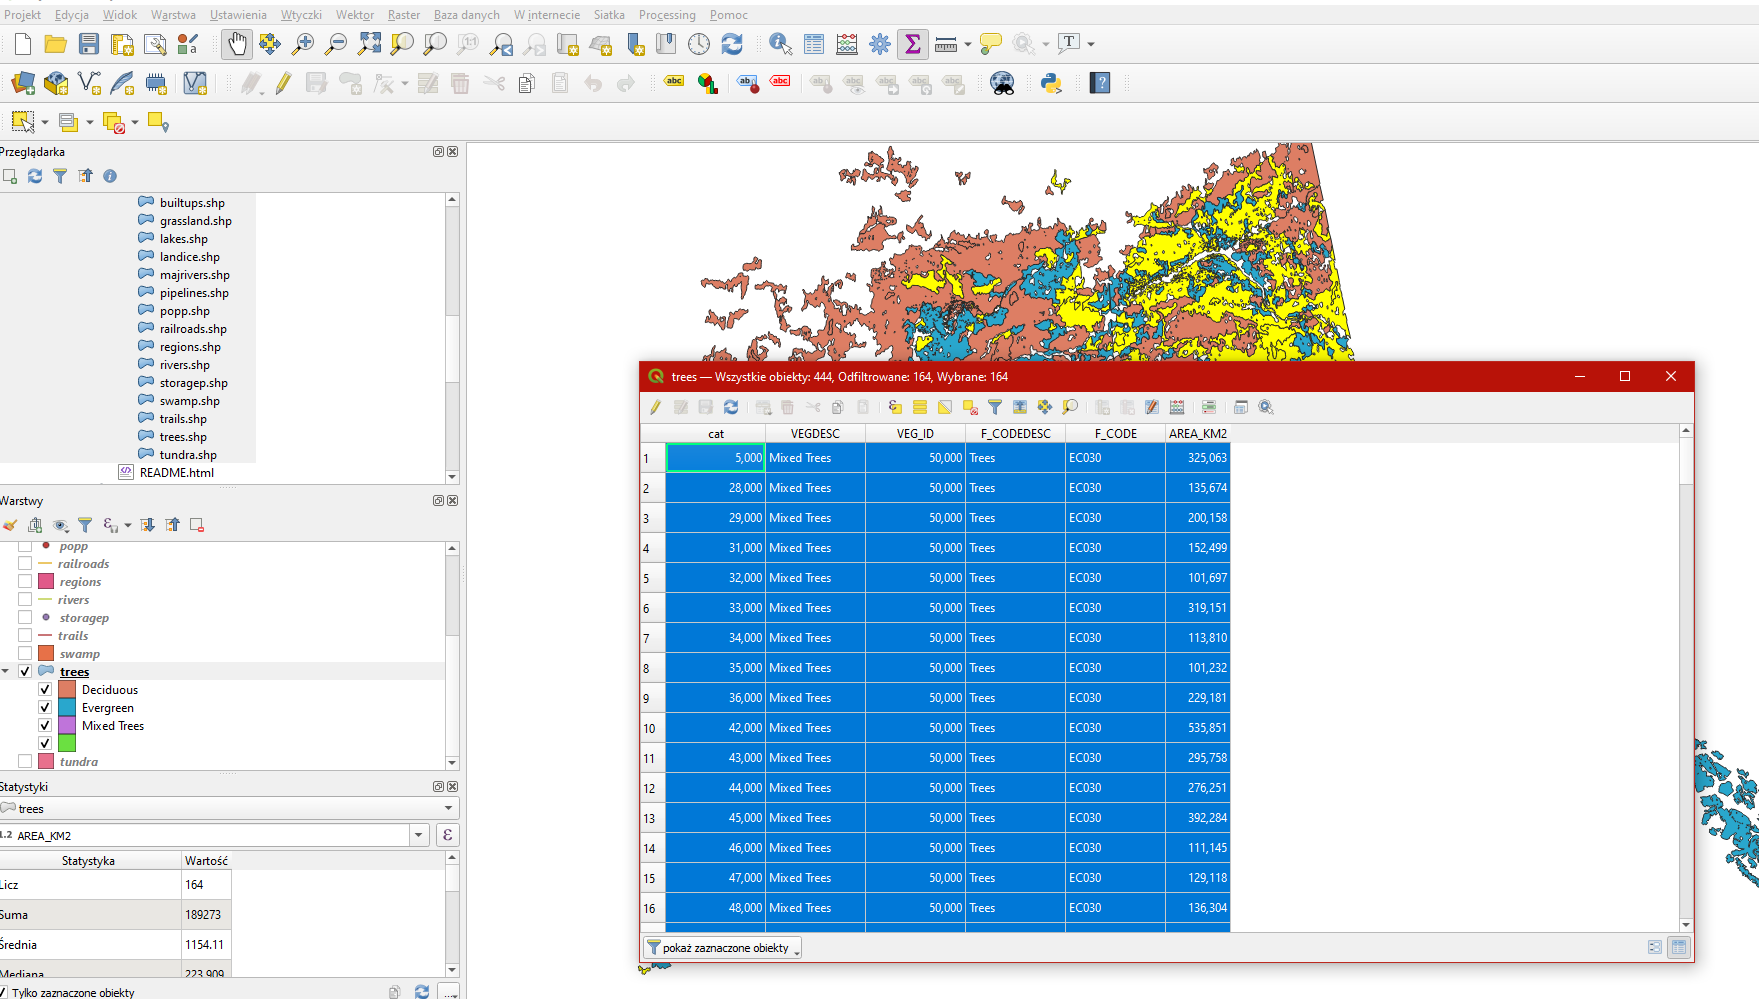 Projekt Edycja Widok Warstwa Ustawienia Wtyczki Wektor Raster Baza danych W internecie Siatka Processing Pomoc
Przeglądarka
builtups.shp
grassland.shp
lakes.shp
landice.shp
majrivers.shp
pipelines.shp
popp.shp
railroads.shp
regions.shp
rivers.shp
storagep.shp
swamp.shp
trails.shp
trees.shp
tundra.shp
README.html
Warstwy
popp
railroads
regions
rivers
storagep
trails
swamp
trees
Deciduous
Evergreen
Mixed Trees
tundra
Statystyki
trees
1.2 AREA_KM2
Statystyka Wartość
Licz 164
Suma 189273
Średnia 1154.11
Mediana 223.909
Tylko zaznaczone obiekty
trees — Wszystkie obiekty: 444, Odfiltrowane: 164, Wybrane: 164
cat VEGDESC VEG_ID F_CODEDESC F_CODE AREA_KM2
1 5,000 Mixed Trees 50,000 Trees EC030 325,063
2 28,000 Mixed Trees 50,000 Trees EC030 135,674
3 29,000 Mixed Trees 50,000 Trees EC030 200,158
4 31,000 Mixed Trees 50,000 Trees EC030 152,499
5 32,000 Mixed Trees 50,000 Trees EC030 101,697
6 33,000 Mixed Trees 50,000 Trees EC030 319,151
7 34,000 Mixed Trees 50,000 Trees EC030 113,810
8 35,000 Mixed Trees 50,000 Trees EC030 101,232
9 36,000 Mixed Trees 50,000 Trees EC030 229,181
10 42,000 Mixed Trees 50,000 Trees EC030 535,851
11 43,000 Mixed Trees 50,000 Trees EC030 295,758
12 44,000 Mixed Trees 50,000 Trees EC030 276,251
13 45,000 Mixed Trees 50,000 Trees EC030 392,284
14 46,000 Mixed Trees 50,000 Trees EC030 111,145
15 47,000 Mixed Trees 50,000 Trees EC030 129,118
16 48,000 Mixed Trees 50,000 Trees EC030 136,304
pokaż zaznaczone obiekty